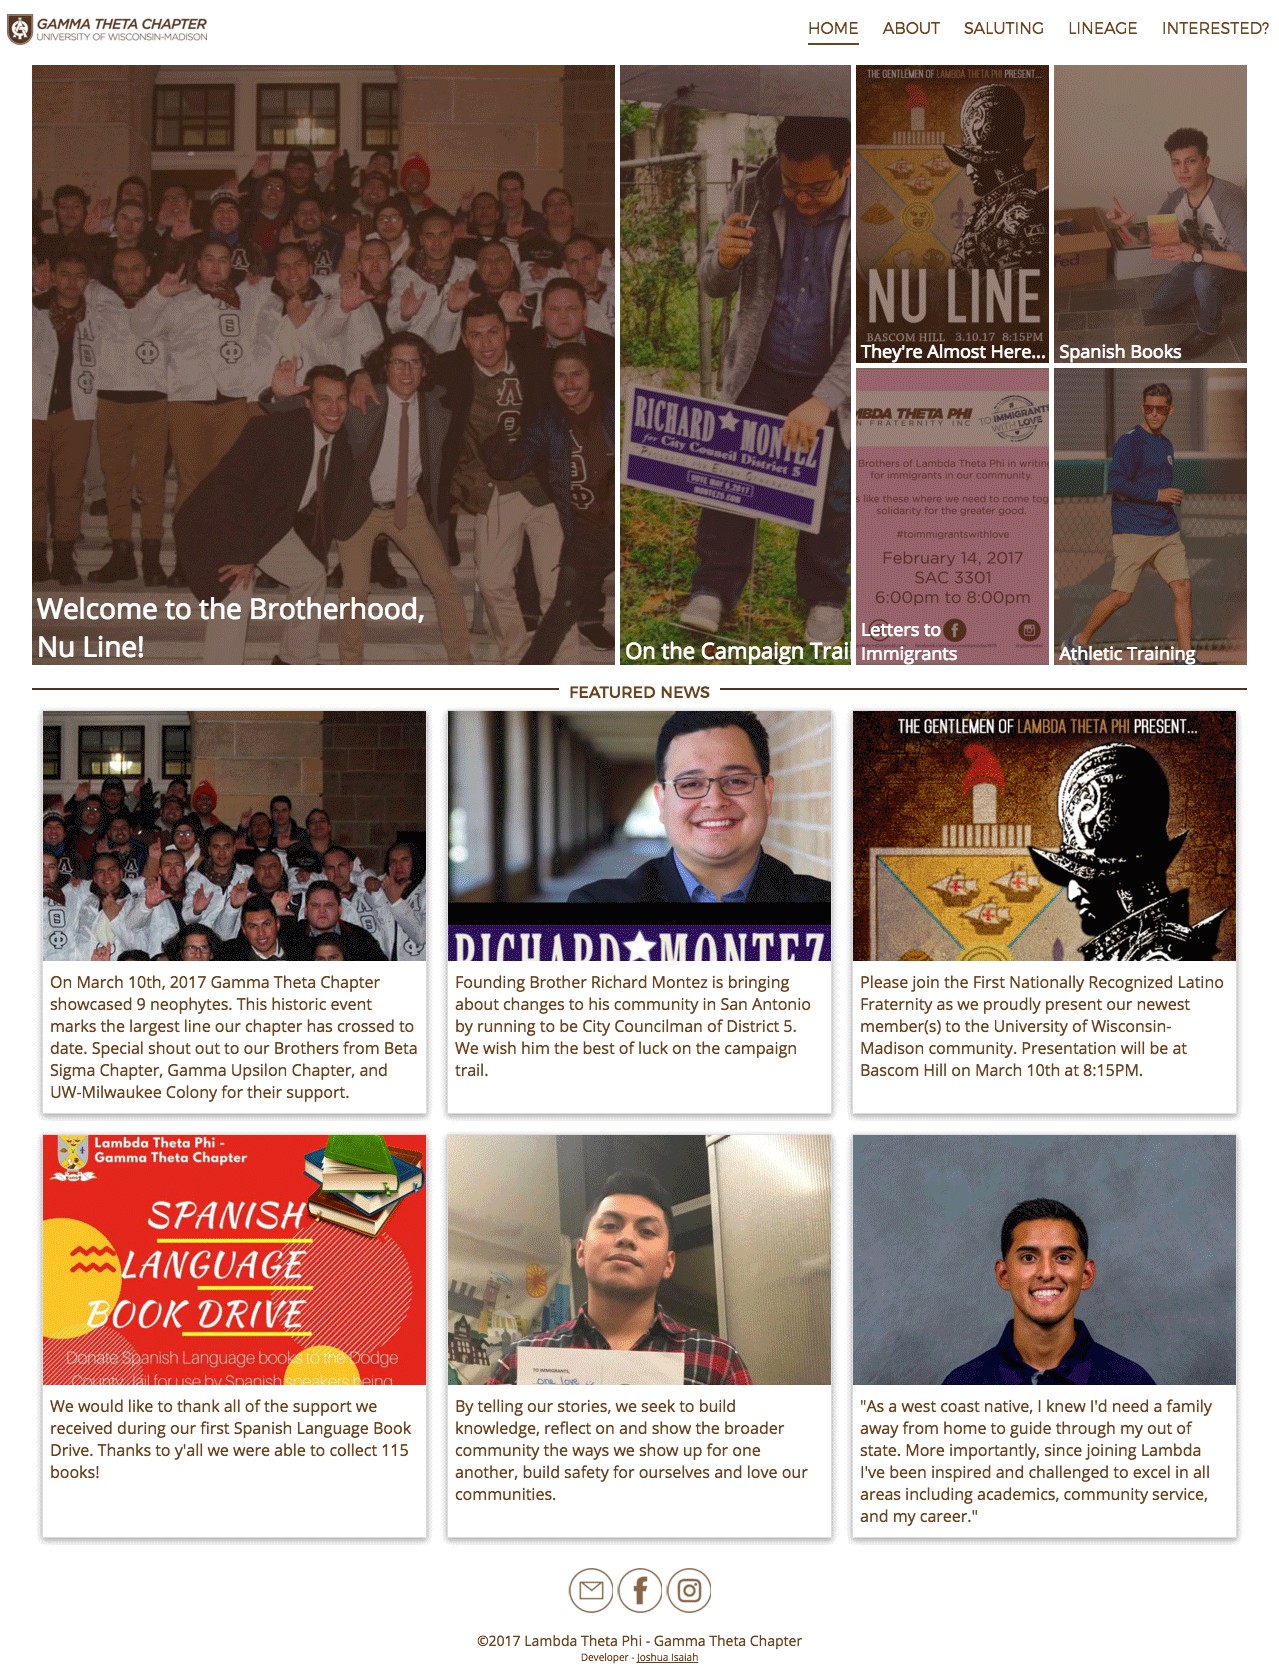 GAMMA THETA CHAPTER
UNIVERSITY OF WISCONSIN-MADISON
HOME ABOUT SALUTING LINEAGE INTERESTED?
Welcome to the Brotherhood,
Nu Line!
RICHARD MONTEZ
for City Council District 5
VOTE MAY 6, 2017
MONTEZ5.COM
On the Campaign Trail
THE GENTLEMEN OF LAMBDA THETA PHI PRESENT...
NU LINE
BASCOM HILL 3.10.17 8:15PM
They're Almost Here...
Spanish Books
MBDA THETA PHI
N FRATERNITY INC
TO IMMIGRANTS
WITH LOVE
Brothers of Lambda Theta Phi in writing
for immigrants in our community.
s like these where we need to come tog
solidarity for the greater good.
#toimmigrantswithlove
February 14, 2017
SAC 3301
6:00pm to 8:00pm
Letters to
Immigrants
Athletic Training
FEATURED NEWS
RICHARD MONTEZ
THE GENTLEMEN OF LAMBDA THETA PHI PRESENT...
On March 10th, 2017 Gamma Theta Chapter
showcased 9 neophytes. This historic event
marks the largest line our chapter has crossed to
date. Special shout out to our Brothers from Beta
Sigma Chapter, Gamma Upsilon Chapter, and
UW-Milwaukee Colony for their support.
Founding Brother Richard Montez is bringing
about changes to his community in San Antonio
by running to be City Councilman of District 5.
We wish him the best of luck on the campaign
trail.
Please join the First Nationally Recognized Latino
Fraternity as we proudly present our newest
member(s) to the University of Wisconsin-
Madison community. Presentation will be at
Bascom Hill on March 10th at 8:15PM.
Lambda Theta Phi -
Gamma Theta Chapter
SPANISH
LANGUAGE
BOOK DRIVE
Donate Spanish Language books to the Dodge
County Jail for use by Spanish speakers being
TO IMMIGRANTS,
one love
We would like to thank all of the support we
received during our first Spanish Language Book
Drive. Thanks to y'all we were able to collect 115
books!
By telling our stories, we seek to build
knowledge, reflect on and show the broader
community the ways we show up for one
another, build safety for ourselves and love our
communities.
"As a west coast native, I knew I'd need a family
away from home to guide through my out of
state. More importantly, since joining Lambda
I've been inspired and challenged to excel in all
areas including academics, community service,
and my career."
©2017 Lambda Theta Phi - Gamma Theta Chapter
Developer - Joshua Isaiah